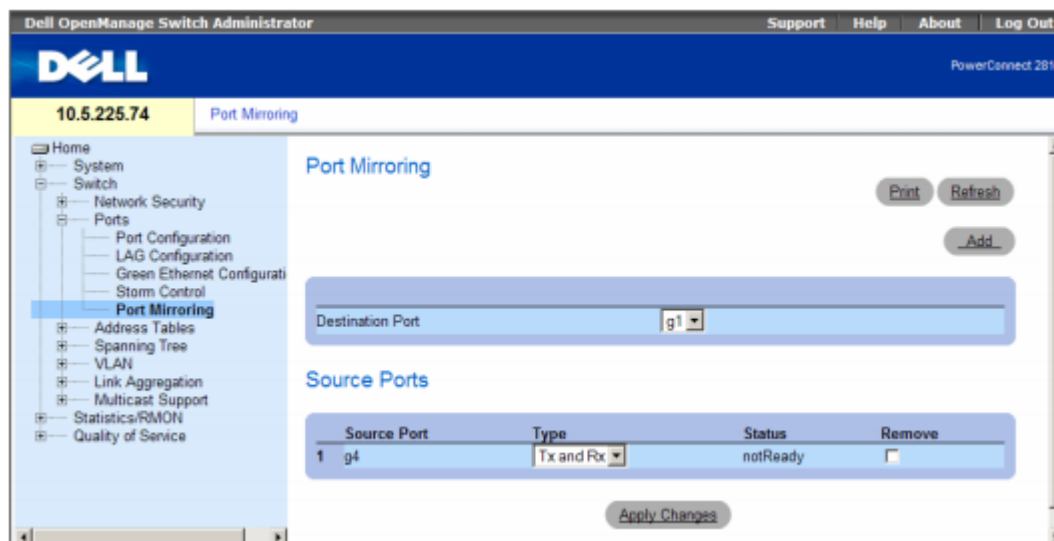 Dell OpenManage Switch Administrator Support Help About Log Out
DELL
PowerConnect 281
10.5.225.74 Port Mirroring
Home
System
Switch
Network Security
Ports
Port Configuration
LAG Configuration
Green Ethernet Configurati
Storm Control
Port Mirroring
Address Tables
Spanning Tree
VLAN
Link Aggregation
Multicast Support
Statistics/RMON
Quality of Service
Port Mirroring
Print Refresh
Add
Destination Port g1
Source Ports
Source Port Type Status Remove
1 g4 Tx and Rx notReady
Apply Changes